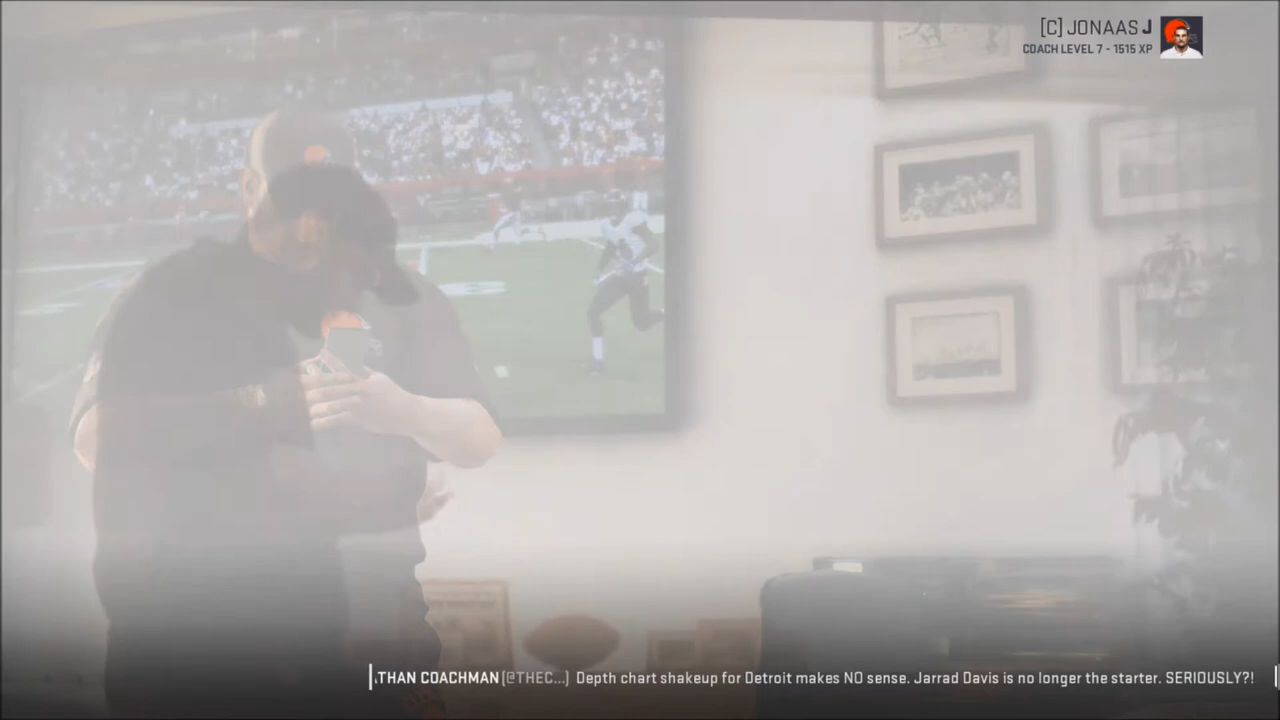 [C] JONAAS J
COACH LEVEL 7 - 1515 XP
THAN COACHMAN (@THEC...) Depth chart shakeup for Detroit makes NO sense. Jarrad Davis is no longer the starter. SERIOUSLY?!